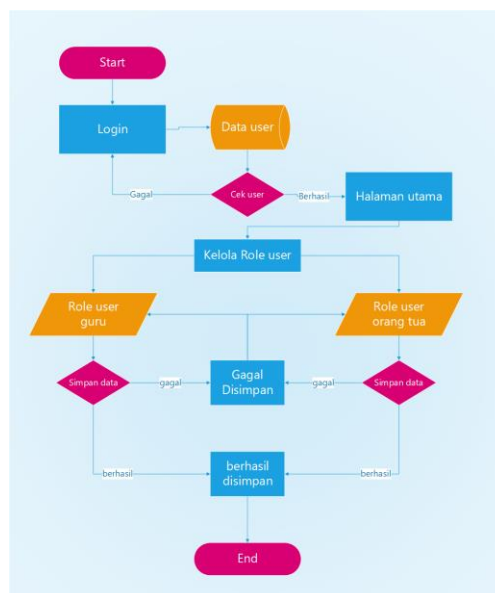 Start
Login
Data user
Gagal
Cek user
Berhasil
Halaman utama
Kelola Role user
Role user
guru
Role user
orang tua
Simpan data
gagal
Gagal
Disimpan
gagal
Simpan data
berhasil
berhasil
disimpan
berhasil
End